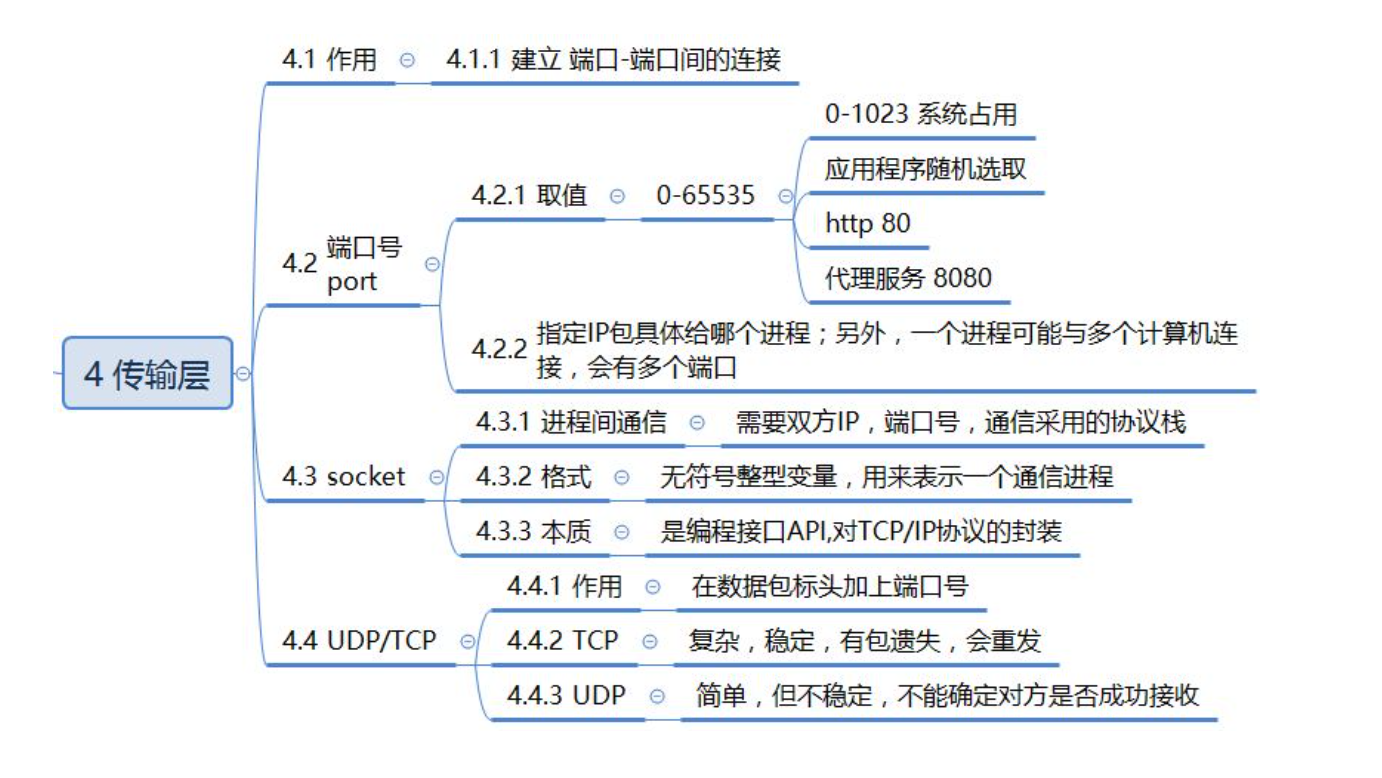 4 传输层
4.1 作用
4.1.1 建立 端口-端口间的连接
4.2 端口号
port
4.2.1 取值
0-65535
0-1023 系统占用
应用程序随机选取
http 80
代理服务 8080
4.2.2 指定IP包具体给哪个进程；另外，一个进程可能与多个计算机连
接，会有多个端口
4.3 socket
4.3.1 进程间通信
需要双方IP，端口号，通信采用的协议栈
4.3.2 格式
无符号整型变量，用来表示一个通信进程
4.3.3 本质
是编程接口API,对TCP/IP协议的封装
4.4 UDP/TCP
4.4.1 作用
在数据包标头加上端口号
4.4.2 TCP
复杂，稳定，有包遗失，会重发
4.4.3 UDP
简单，但不稳定，不能确定对方是否成功接收